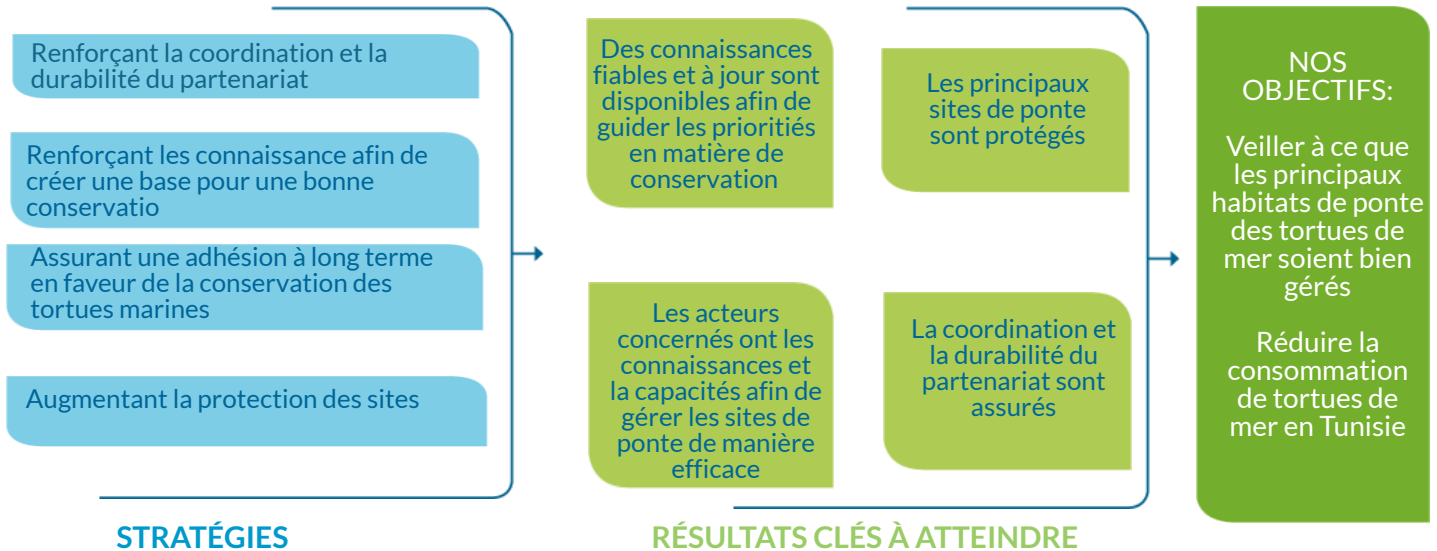 Renforçant la coordination et la
durabilité du partenariat
Renforçant les connaissance afin de
créer une base pour une bonne
conservatio
Assurant une adhésion à long terme
en faveur de la conservation des
tortues marines
Augmentant la protection des sites
STRATÉGIES
Des connaissances
fiables et à jour sont
disponibles afin de
guider les prioritiés
en matière de
conservation
Les principaux
sites de ponte
sont protégés
Les acteurs
concernés ont les
connaissances et
la capacités afin de
gérer les sites de
ponte de manière
efficace
La coordination et
la durabilité du
partenariat sont
assurés
RÉSULTATS CLÉS À ATTEINDRE
NOS
OBJECTIFS:
Veiller à ce que
les principaux
habitats de ponte
des tortues de
mer soient bien
gérés
Réduire la
consommation
de tortues de
mer en Tunisie